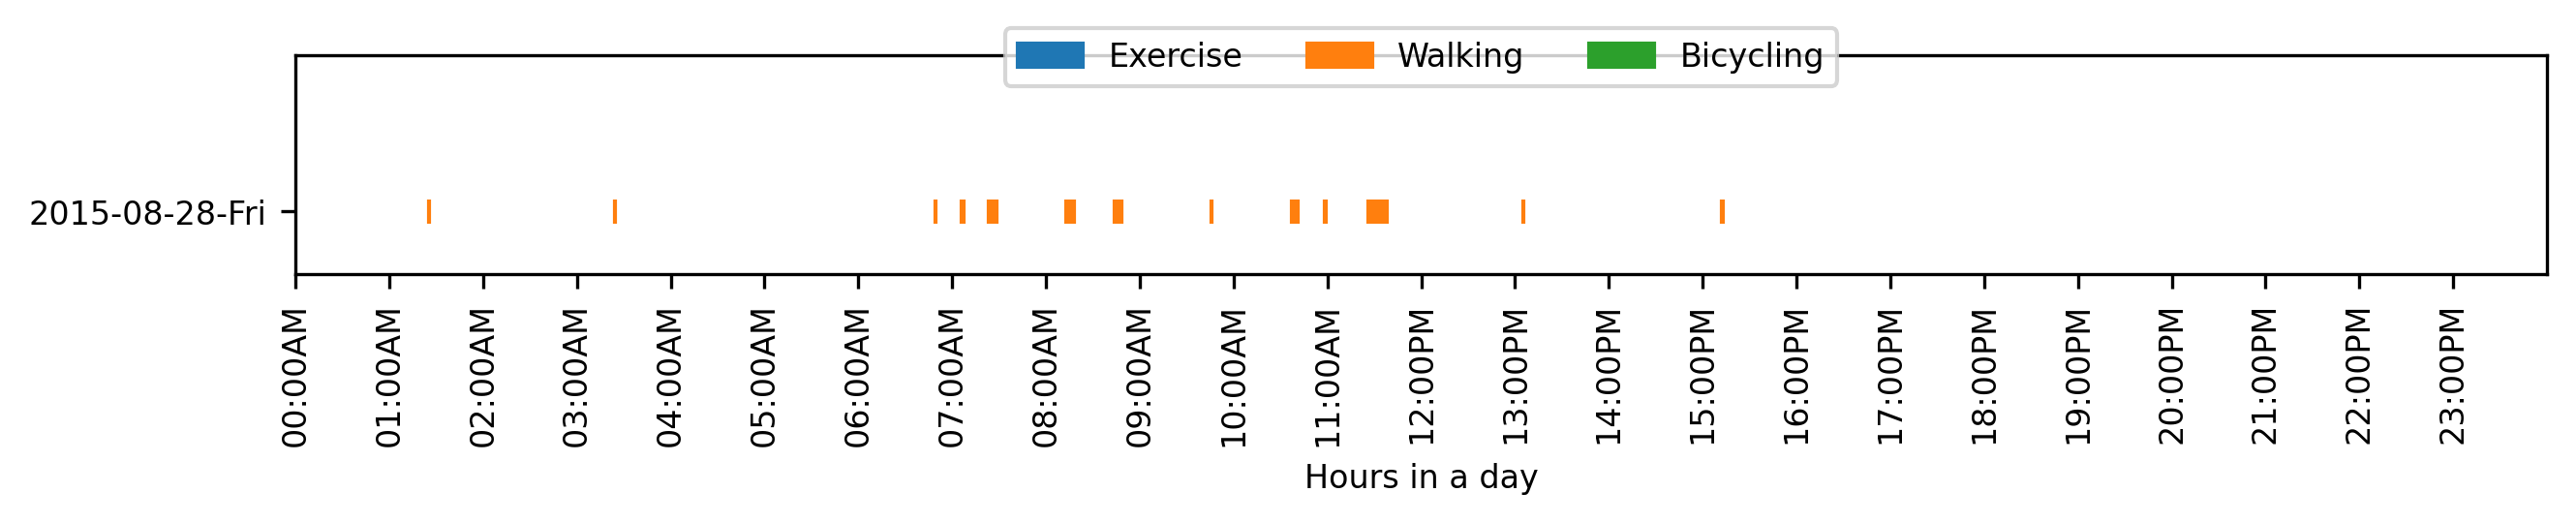 Exercise Walking Bicycling
2015-08-28-Fri
00:00AM 01:00AM 02:00AM 03:00AM 04:00AM 05:00AM 06:00AM 07:00AM 08:00AM 09:00AM 10:00AM 11:00AM 12:00PM 13:00PM 14:00PM 15:00PM 16:00PM 17:00PM 18:00PM 19:00PM 20:00PM 21:00PM 22:00PM 23:00PM
Hours in a day